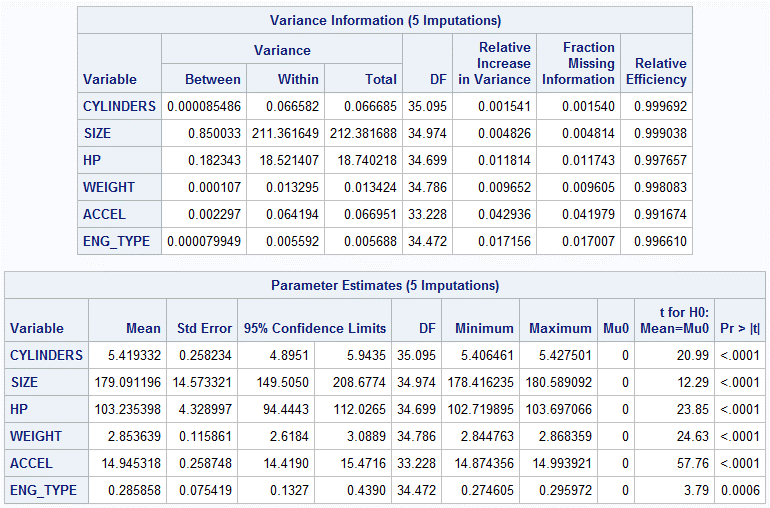 Variance Information (5 Imputations)
Variable Variance DF Relative Increase in Variance Fraction Missing Information Relative Efficiency
Between Within Total
CYLINDERS 0.000085486 0.066582 0.066685 35.095 0.001541 0.001540 0.999692
SIZE 0.850033 211.361649 212.381688 34.974 0.004826 0.004814 0.999038
HP 0.182343 18.521407 18.740218 34.699 0.011814 0.011743 0.997657
WEIGHT 0.000107 0.013295 0.013424 34.786 0.009652 0.009605 0.998083
ACCEL 0.002297 0.064194 0.066951 33.228 0.042936 0.041979 0.991674
ENG_TYPE 0.000079949 0.005592 0.005688 34.472 0.017156 0.017007 0.996610
Parameter Estimates (5 Imputations)
Variable Mean Std Error 95% Confidence Limits DF Minimum Maximum Mu0 t for H0: Mean=Mu0 Pr > |t|
CYLINDERS 5.419332 0.258234 4.8951 5.9435 35.095 5.406461 5.427501 0 20.99 <.0001
SIZE 179.091196 14.573321 149.5050 208.6774 34.974 178.416235 180.589092 0 12.29 <.0001
HP 103.235398 4.328997 94.4443 112.0265 34.699 102.719895 103.697066 0 23.85 <.0001
WEIGHT 2.853639 0.115861 2.6184 3.0889 34.786 2.844763 2.868359 0 24.63 <.0001
ACCEL 14.945318 0.258748 14.4190 15.4716 33.228 14.874356 14.993921 0 57.76 <.0001
ENG_TYPE 0.285858 0.075419 0.1327 0.4390 34.472 0.274605 0.295972 0 3.79 0.0006